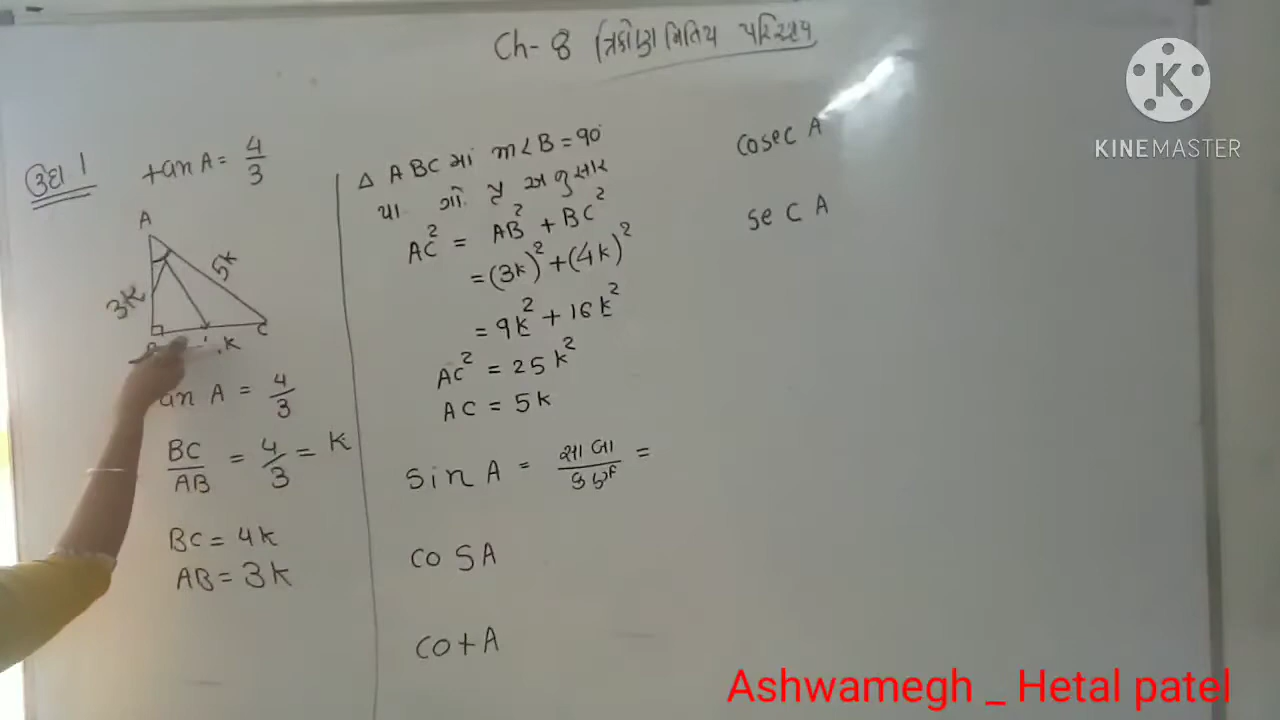 Ch- 8 ત્રિકોણમિતિય પરિચય
K
KINEMASTER
ઉદા 1
tan A = 4/3
A
3k
5k
C
k
tan A = 4/3
BC/AB = 4/3 = k
BC = 4k
AB = 3k
Δ ABC માં m<B = 90°
પા ગો પ્ર અનુસાર
AC² = AB² + BC²
= (3k)² + (4k)²
= 9k² + 16k²
AC² = 25k²
AC = 5k
sin A = સા બા/કર્ણ =
cos A
cot A
cosec A
sec A
Ashwamegh _ Hetal patel